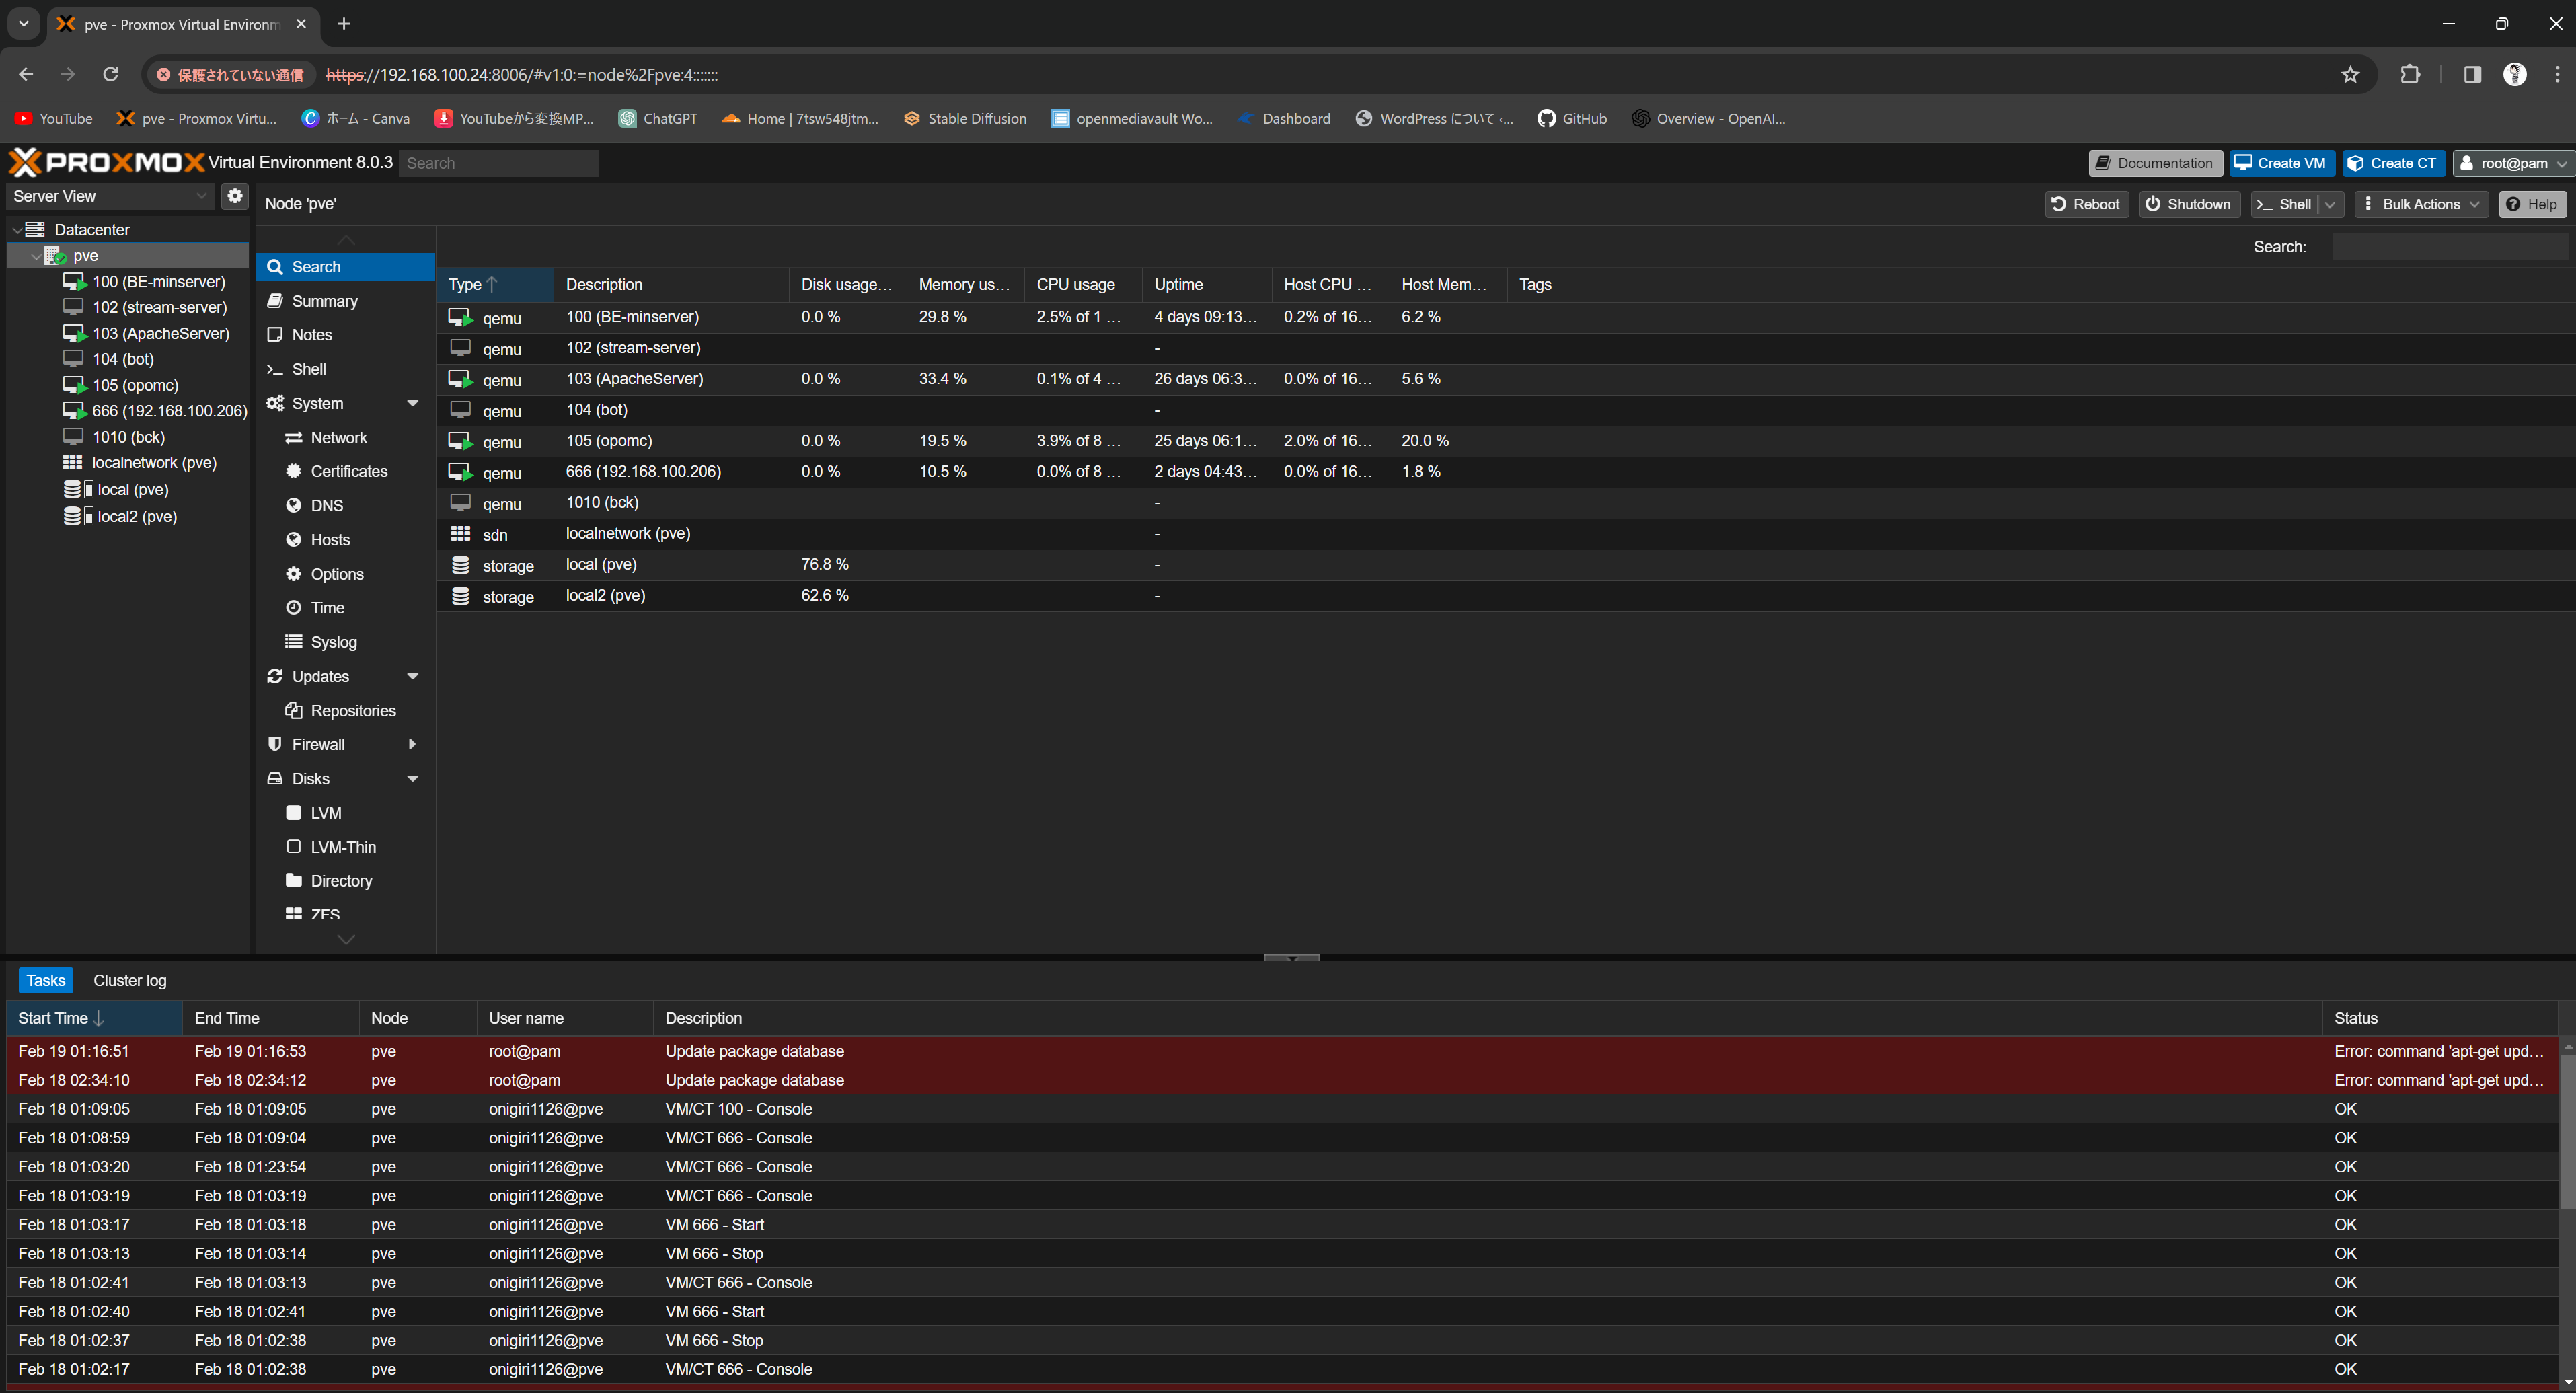 pve - Proxmox Virtual Environm
保護されていない通信 https://192.168.100.24:8006/#v1:0:=node%2Fpve:4:::::::
YouTube pve - Proxmox Virtu... ホーム - Canva YouTubeから変換MP... ChatGPT Home | 7tsw548jtm... Stable Diffusion openmediavault Wo... Dashboard WordPress について ‹... GitHub Overview - OpenAI...
PROXMOX Virtual Environment 8.0.3 Search Documentation Create VM Create CT root@pam
Server View
Datacenter
pve
100 (BE-minserver)
102 (stream-server)
103 (ApacheServer)
104 (bot)
105 (opomc)
666 (192.168.100.206)
1010 (bck)
localnetwork (pve)
local (pve)
local2 (pve)
Node 'pve' Reboot Shutdown Shell Bulk Actions Help
Search
Summary
Notes
Shell
System
Network
Certificates
DNS
Hosts
Options
Time
Syslog
Updates
Repositories
Firewall
Disks
LVM
LVM-Thin
Directory
ZFS
Search:
Type Description Disk usage... Memory us... CPU usage Uptime Host CPU ... Host Mem... Tags
qemu 100 (BE-minserver) 0.0 % 29.8 % 2.5% of 1 ... 4 days 09:13... 0.2% of 16... 6.2 %
qemu 102 (stream-server) -
qemu 103 (ApacheServer) 0.0 % 33.4 % 0.1% of 4 ... 26 days 06:3... 0.0% of 16... 5.6 %
qemu 104 (bot) -
qemu 105 (opomc) 0.0 % 19.5 % 3.9% of 8 ... 25 days 06:1... 2.0% of 16... 20.0 %
qemu 666 (192.168.100.206) 0.0 % 10.5 % 0.0% of 8 ... 2 days 04:43... 0.0% of 16... 1.8 %
qemu 1010 (bck) -
sdn localnetwork (pve) -
storage local (pve) 76.8 % -
storage local2 (pve) 62.6 % -
Tasks Cluster log
Start Time End Time Node User name Description Status
Feb 19 01:16:51 Feb 19 01:16:53 pve root@pam Update package database Error: command 'apt-get upd...
Feb 18 02:34:10 Feb 18 02:34:12 pve root@pam Update package database Error: command 'apt-get upd...
Feb 18 01:09:05 Feb 18 01:09:05 pve onigiri1126@pve VM/CT 100 - Console OK
Feb 18 01:08:59 Feb 18 01:09:04 pve onigiri1126@pve VM/CT 666 - Console OK
Feb 18 01:03:20 Feb 18 01:23:54 pve onigiri1126@pve VM/CT 666 - Console OK
Feb 18 01:03:19 Feb 18 01:03:19 pve onigiri1126@pve VM/CT 666 - Console OK
Feb 18 01:03:17 Feb 18 01:03:18 pve onigiri1126@pve VM 666 - Start OK
Feb 18 01:03:13 Feb 18 01:03:14 pve onigiri1126@pve VM 666 - Stop OK
Feb 18 01:02:41 Feb 18 01:03:13 pve onigiri1126@pve VM/CT 666 - Console OK
Feb 18 01:02:40 Feb 18 01:02:41 pve onigiri1126@pve VM 666 - Start OK
Feb 18 01:02:37 Feb 18 01:02:38 pve onigiri1126@pve VM 666 - Stop OK
Feb 18 01:02:17 Feb 18 01:02:38 pve onigiri1126@pve VM/CT 666 - Console OK